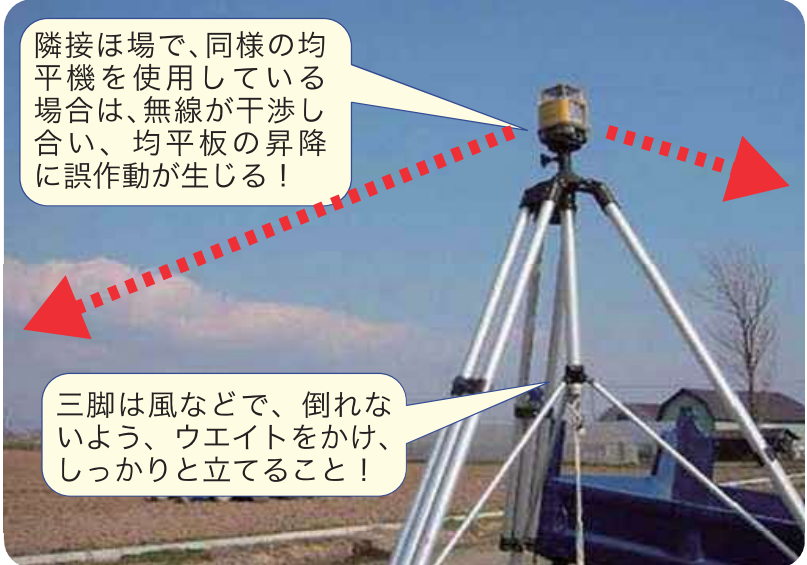 隣接ほ場で、同様の均
平機を使用している
場合は、無線が干渉し
合い、均平板の昇降
に誤作動が生じる！
三脚は風などで、倒れな
いよう、ウエイトをかけ、
しっかりと立てること！